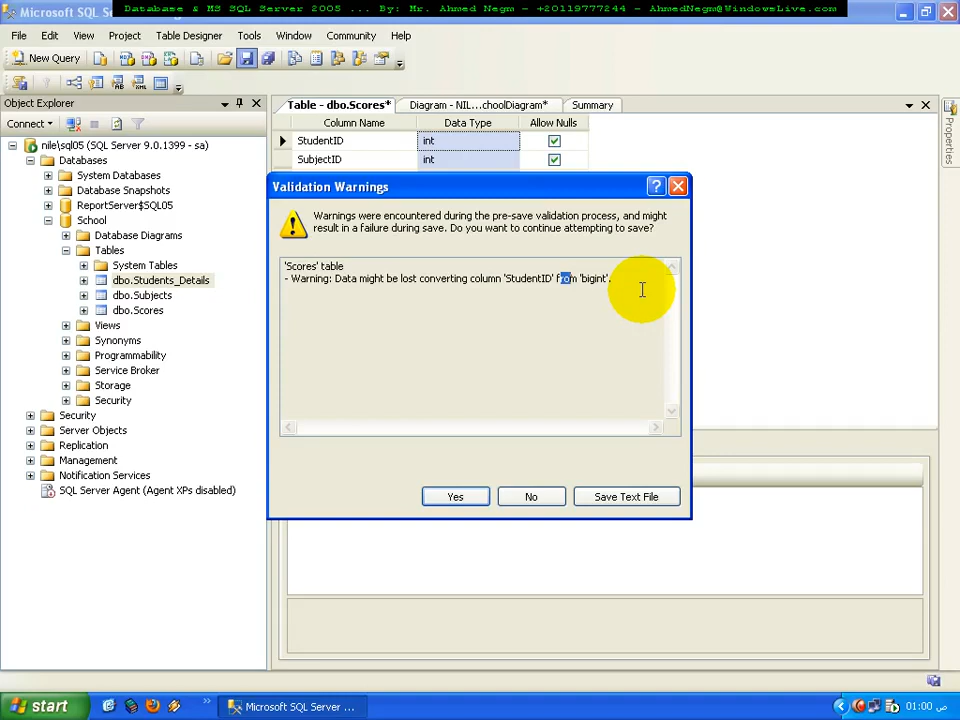 Microsoft SQL Server
Database & MS SQL Server 2005 ... By: Mr. Ahmed Negm - +20119777244 - AhmedNegm@WindowsLive.com
File Edit View Project Table Designer Tools Window Community Help
New Query
Object Explorer
Connect
nile\sql05 (SQL Server 9.0.1399 - sa)
Databases
System Databases
Database Snapshots
ReportServer$SQL05
School
Database Diagrams
Tables
System Tables
dbo.Students_Details
dbo.Subjects
dbo.Scores
Views
Synonyms
Programmability
Service Broker
Storage
Security
Security
Server Objects
Replication
Management
Notification Services
SQL Server Agent (Agent XPs disabled)
Table - dbo.Scores* Diagram - NIL...choolDiagram* Summary
Column Name Data Type Allow Nulls
StudentID int
SubjectID int
Properties
Validation Warnings
Warnings were encountered during the pre-save validation process, and might
result in a failure during save. Do you want to continue attempting to save?
'Scores' table
- Warning: Data might be lost converting column 'StudentID' from 'bigint'.
Yes No Save Text File
start
Microsoft SQL Server ...
01:00 ص